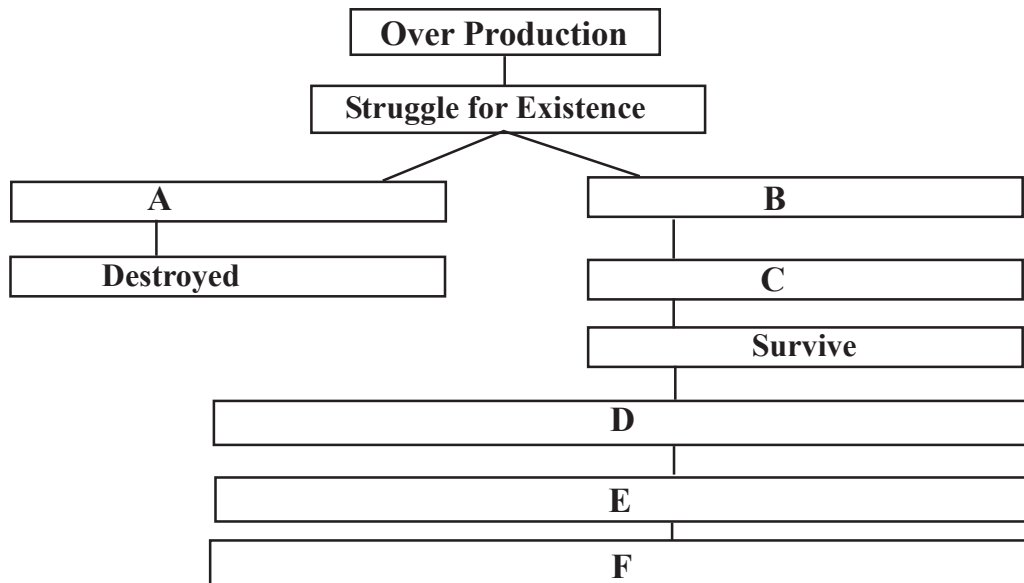 Over Production
Struggle for Existence
A
B
Destroyed
C
Survive
D
E
F